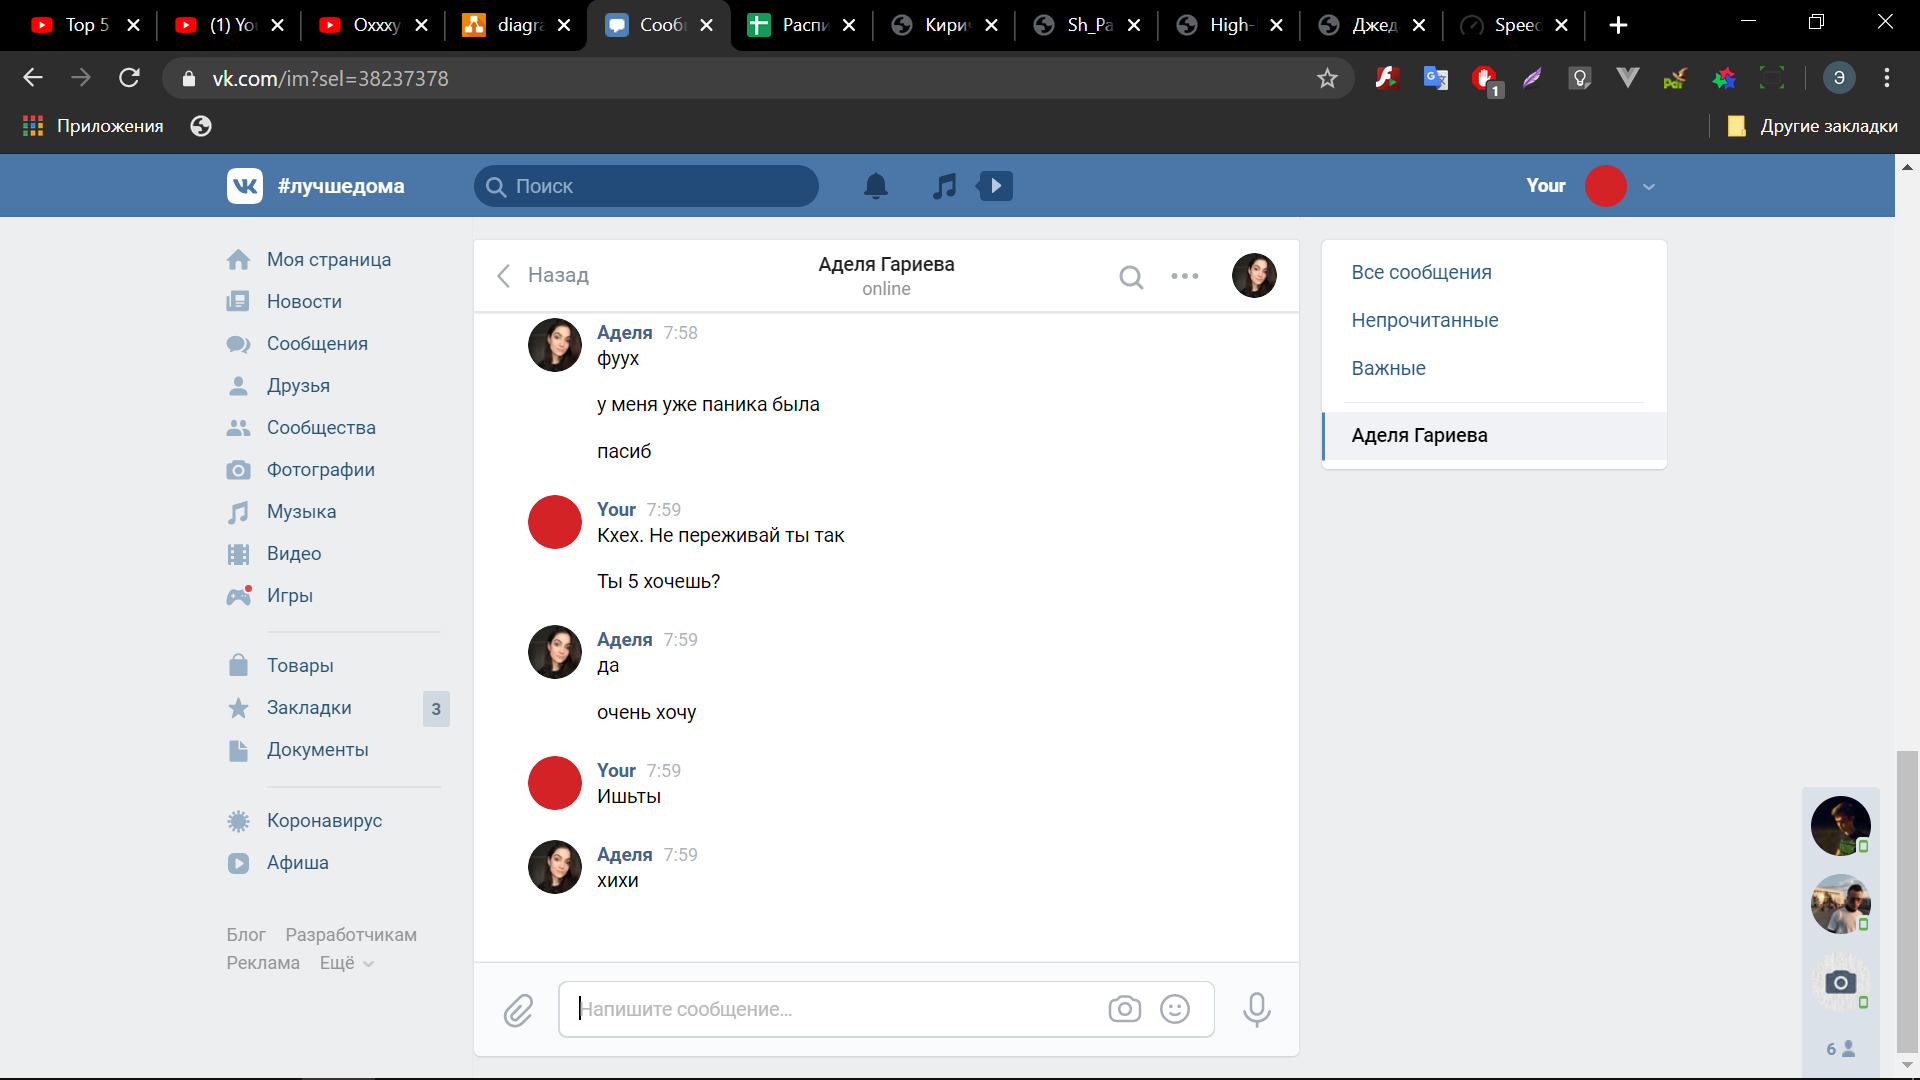 Top 5
(1) Yo
Oxxxy
diagra
Сооб
Распи
Кирич
Sh_Pa
High-
Джед
Speed
vk.com/im?sel=38237378
1
Э
Приложения
Другие закладки
#лучшедома
Поиск
Your
Моя страница
Новости
Сообщения
Друзья
Сообщества
Фотографии
Музыка
Видео
Игры
Товары
Закладки
3
Документы
Коронавирус
Афиша
Блог Разработчикам
Реклама Ещё
Назад
Аделя Гариева
online
Аделя 7:58
фуух
у меня уже паника была
пасиб
Your 7:59
Кхех. Не переживай ты так
Ты 5 хочешь?
Аделя 7:59
да
очень хочу
Your 7:59
Ишьты
Аделя 7:59
хихи
Напишите сообщение...
Все сообщения
Непрочитанные
Важные
Аделя Гариева
6